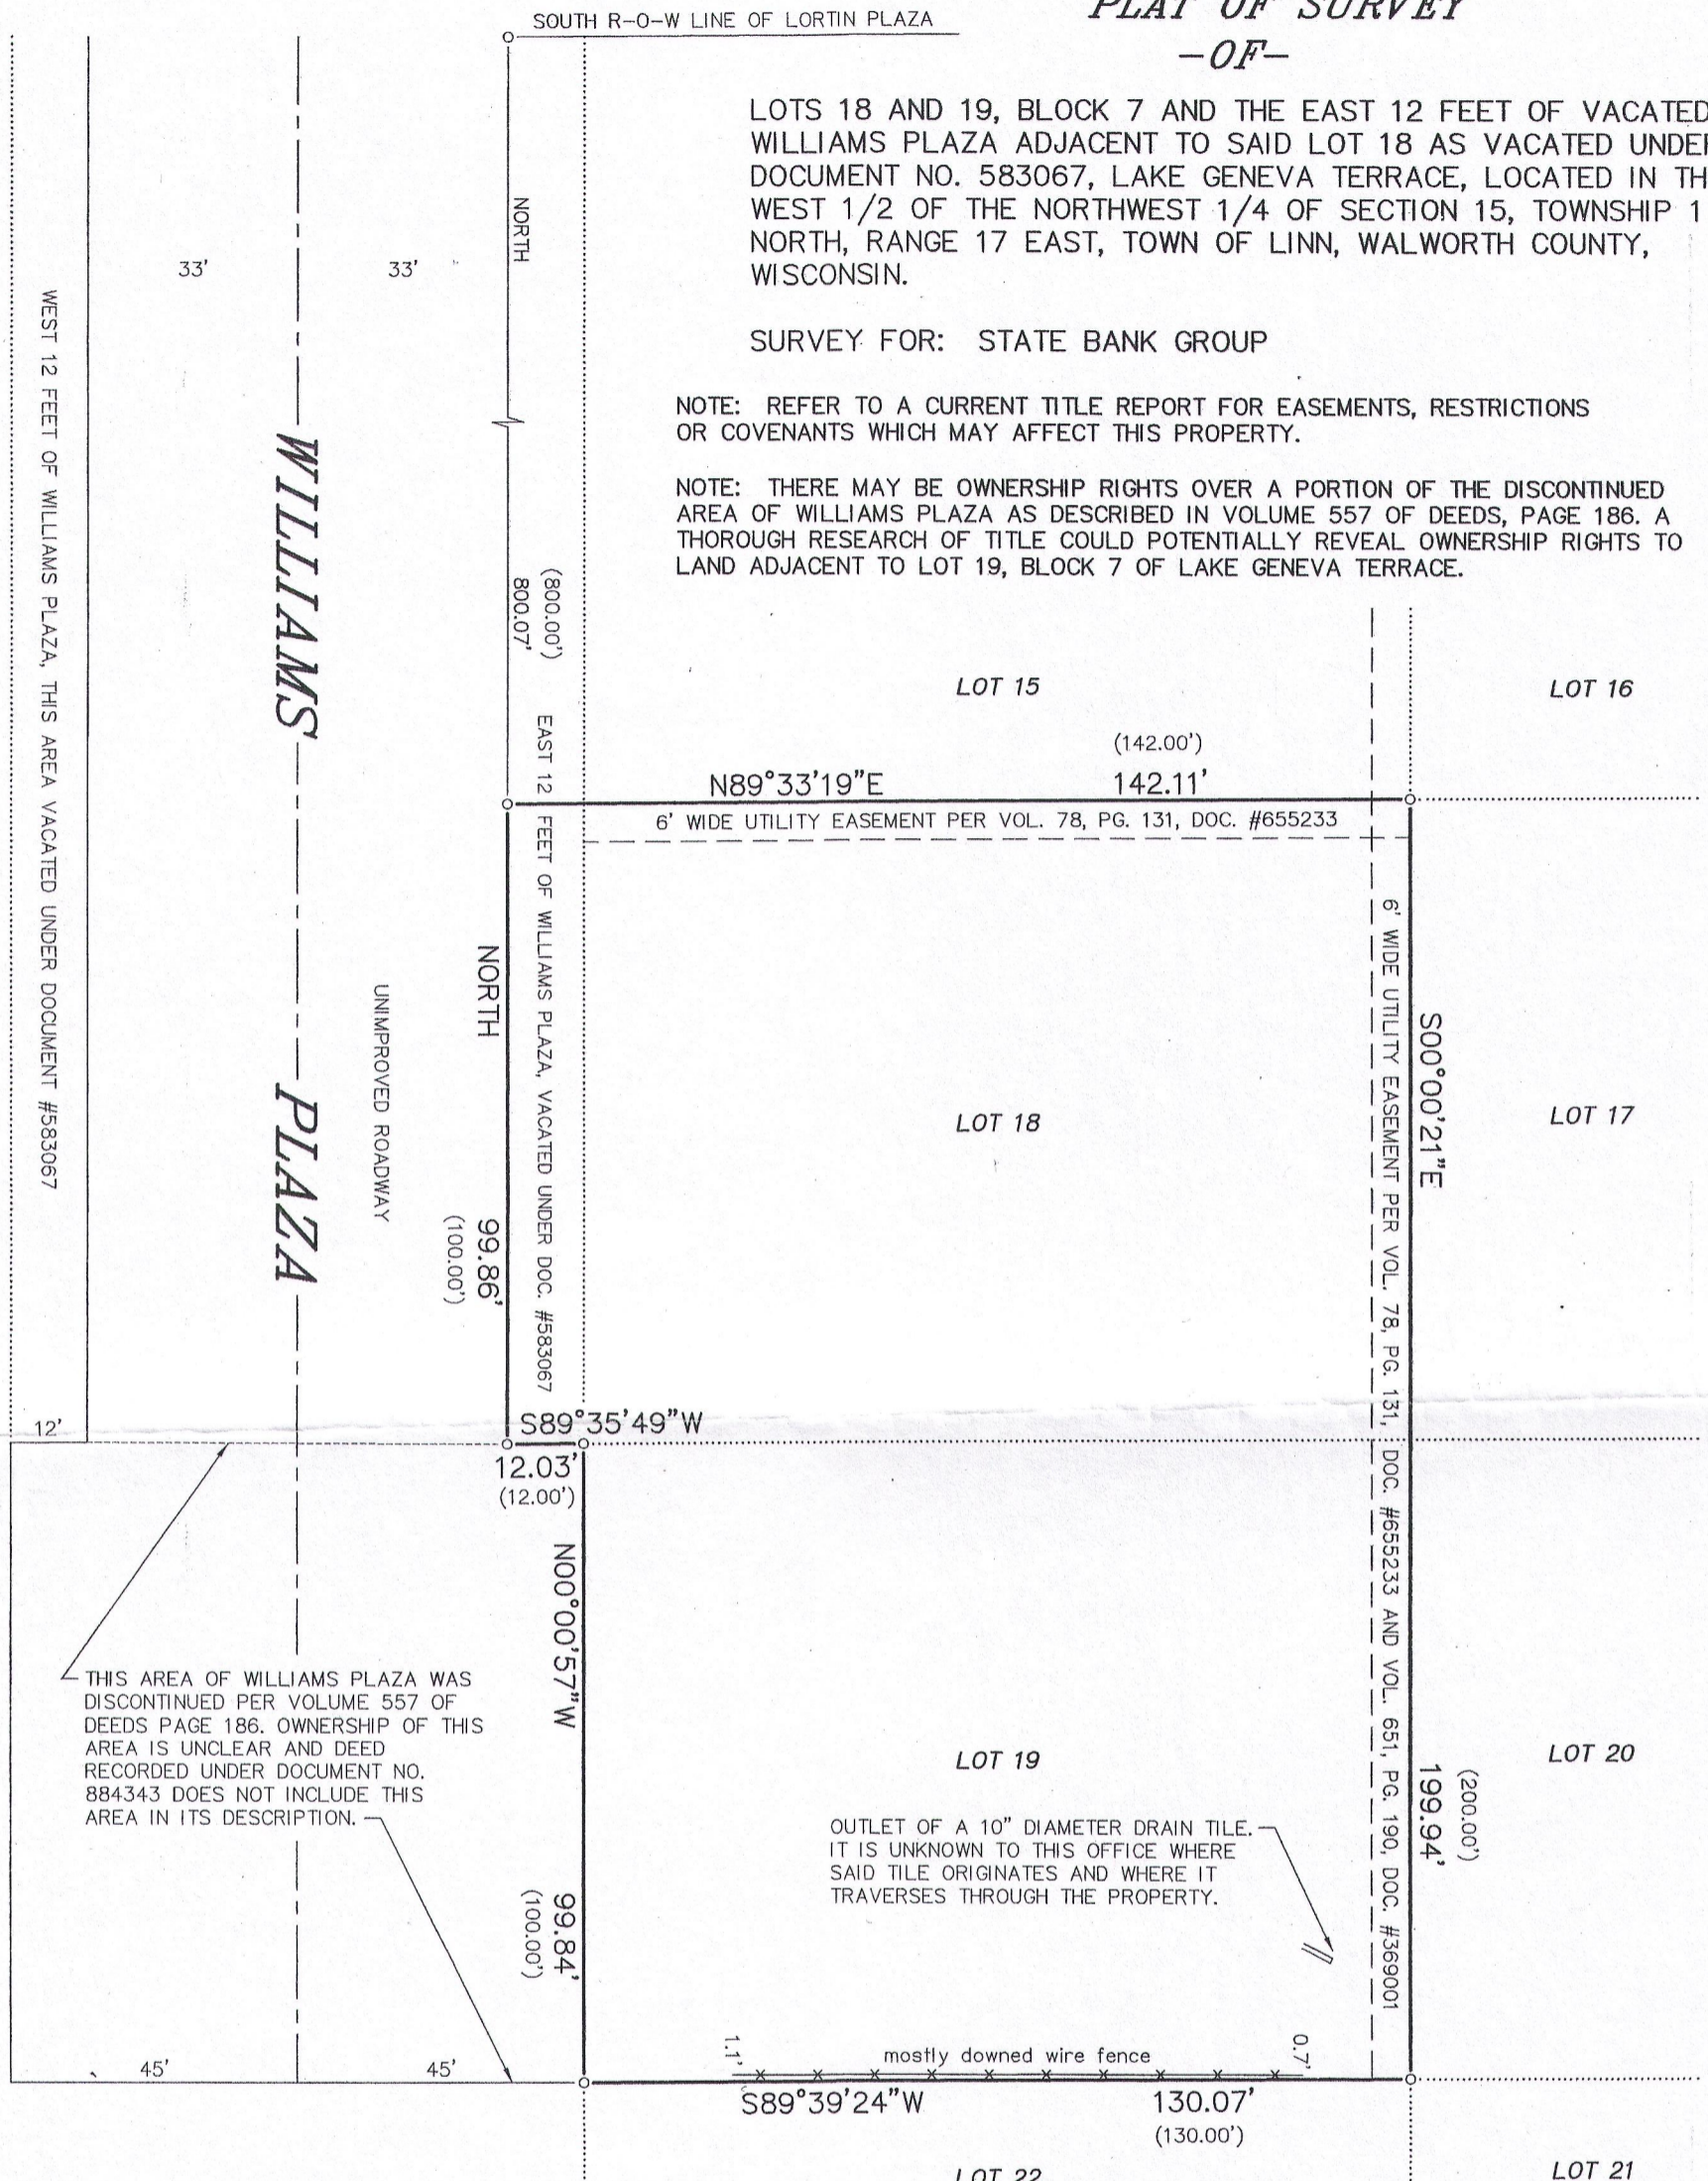 SOUTH R-O-W LINE OF LORTIN PLAZA
PLAT OF SURVEY
-OF-
LOTS 18 AND 19, BLOCK 7 AND THE EAST 12 FEET OF VACATED
WILLIAMS PLAZA ADJACENT TO SAID LOT 18 AS VACATED UNDER
DOCUMENT NO. 583067, LAKE GENEVA TERRACE, LOCATED IN TH
WEST 1/2 OF THE NORTHWEST 1/4 OF SECTION 15, TOWNSHIP 1
NORTH, RANGE 17 EAST, TOWN OF LINN, WALWORTH COUNTY,
WISCONSIN.
SURVEY FOR: STATE BANK GROUP
NOTE: REFER TO A CURRENT TITLE REPORT FOR EASEMENTS, RESTRICTIONS
OR COVENANTS WHICH MAY AFFECT THIS PROPERTY.
NOTE: THERE MAY BE OWNERSHIP RIGHTS OVER A PORTION OF THE DISCONTINUED
AREA OF WILLIAMS PLAZA AS DESCRIBED IN VOLUME 557 OF DEEDS, PAGE 186. A
THOROUGH RESEARCH OF TITLE COULD POTENTIALLY REVEAL OWNERSHIP RIGHTS TO
LAND ADJACENT TO LOT 19, BLOCK 7 OF LAKE GENEVA TERRACE.
33'
33'
NORTH
WEST 12 FEET OF WILLIAMS PLAZA, THIS AREA VACATED UNDER DOCUMENT #583067
WILLIAMS PLAZA
UNIMPROVED ROADWAY
(800.00')
800.07'
EAST 12 FEET OF WILLIAMS PLAZA, VACATED UNDER DOC. #583067
LOT 15
LOT 16
(142.00')
N89°33'19"E 142.11'
6' WIDE UTILITY EASEMENT PER VOL. 78, PG. 131, DOC. #655233
6' WIDE UTILITY EASEMENT PER VOL. 78, PG. 131, DOC. #655233 AND VOL. 651, PG. 190, DOC. #369001
NORTH 99.86'
(100.00')
LOT 18
S00°00'21"E 199.94'
(200.00')
LOT 17
12'
S89°35'49"W
12.03'
(12.00')
N00°00'57"W 99.84'
(100.00')
THIS AREA OF WILLIAMS PLAZA WAS
DISCONTINUED PER VOLUME 557 OF
DEEDS PAGE 186. OWNERSHIP OF THIS
AREA IS UNCLEAR AND DEED
RECORDED UNDER DOCUMENT NO.
884343 DOES NOT INCLUDE THIS
AREA IN ITS DESCRIPTION.
LOT 19
LOT 20
OUTLET OF A 10" DIAMETER DRAIN TILE.
IT IS UNKNOWN TO THIS OFFICE WHERE
SAID TILE ORIGINATES AND WHERE IT
TRAVERSES THROUGH THE PROPERTY.
45'
45'
1.1'
mostly downed wire fence
0.7'
S89°39'24"W 130.07'
(130.00')
LOT 22
LOT 21